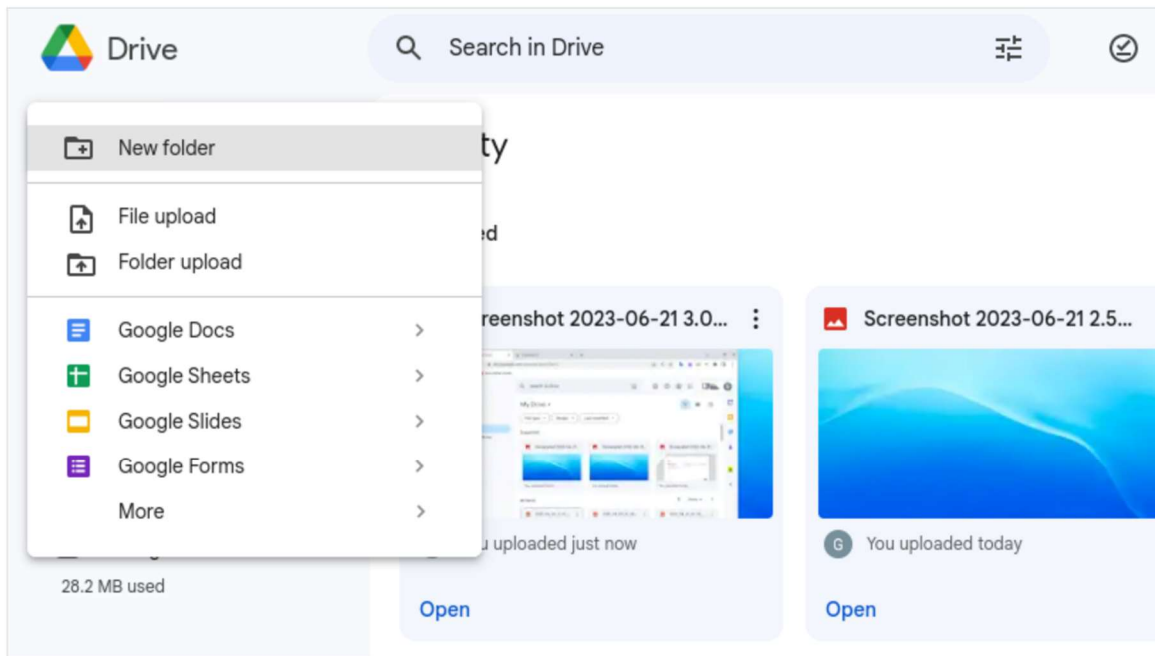 Drive
Search in Drive
New folder
File upload
Folder upload
Google Docs
Google Sheets
Google Slides
Google Forms
More
28.2 MB used
ty
ed
reenshot 2023-06-21 3.0...
My Drive
uploaded just now
Open
Screenshot 2023-06-21 2.5...
G
You uploaded today
Open